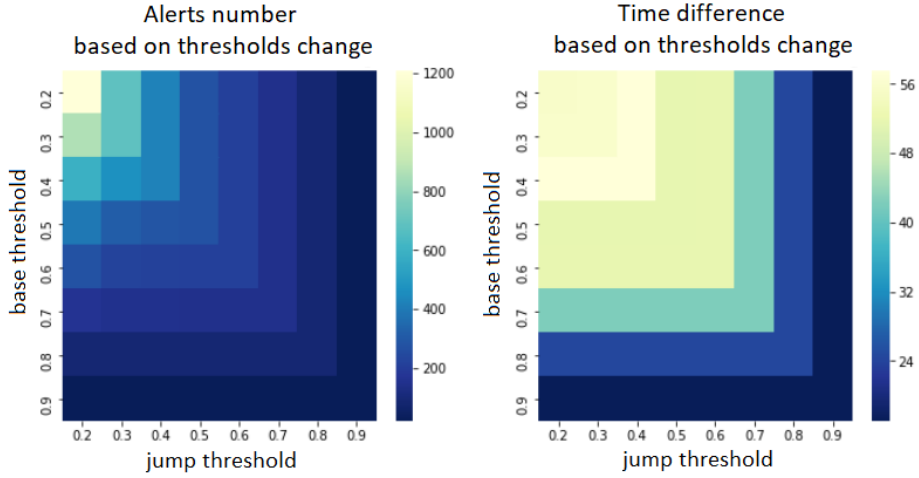 Alerts number
based on thresholds change
base threshold
0.2
0.3
0.4
0.5
0.6
0.7
0.8
0.9
0.2 0.3 0.4 0.5 0.6 0.7 0.8 0.9
jump threshold
1200
1000
800
600
400
200
Time difference
based on thresholds change
base threshold
0.2
0.3
0.4
0.5
0.6
0.7
0.8
0.9
0.2 0.3 0.4 0.5 0.6 0.7 0.8 0.9
jump threshold
56
48
40
32
24